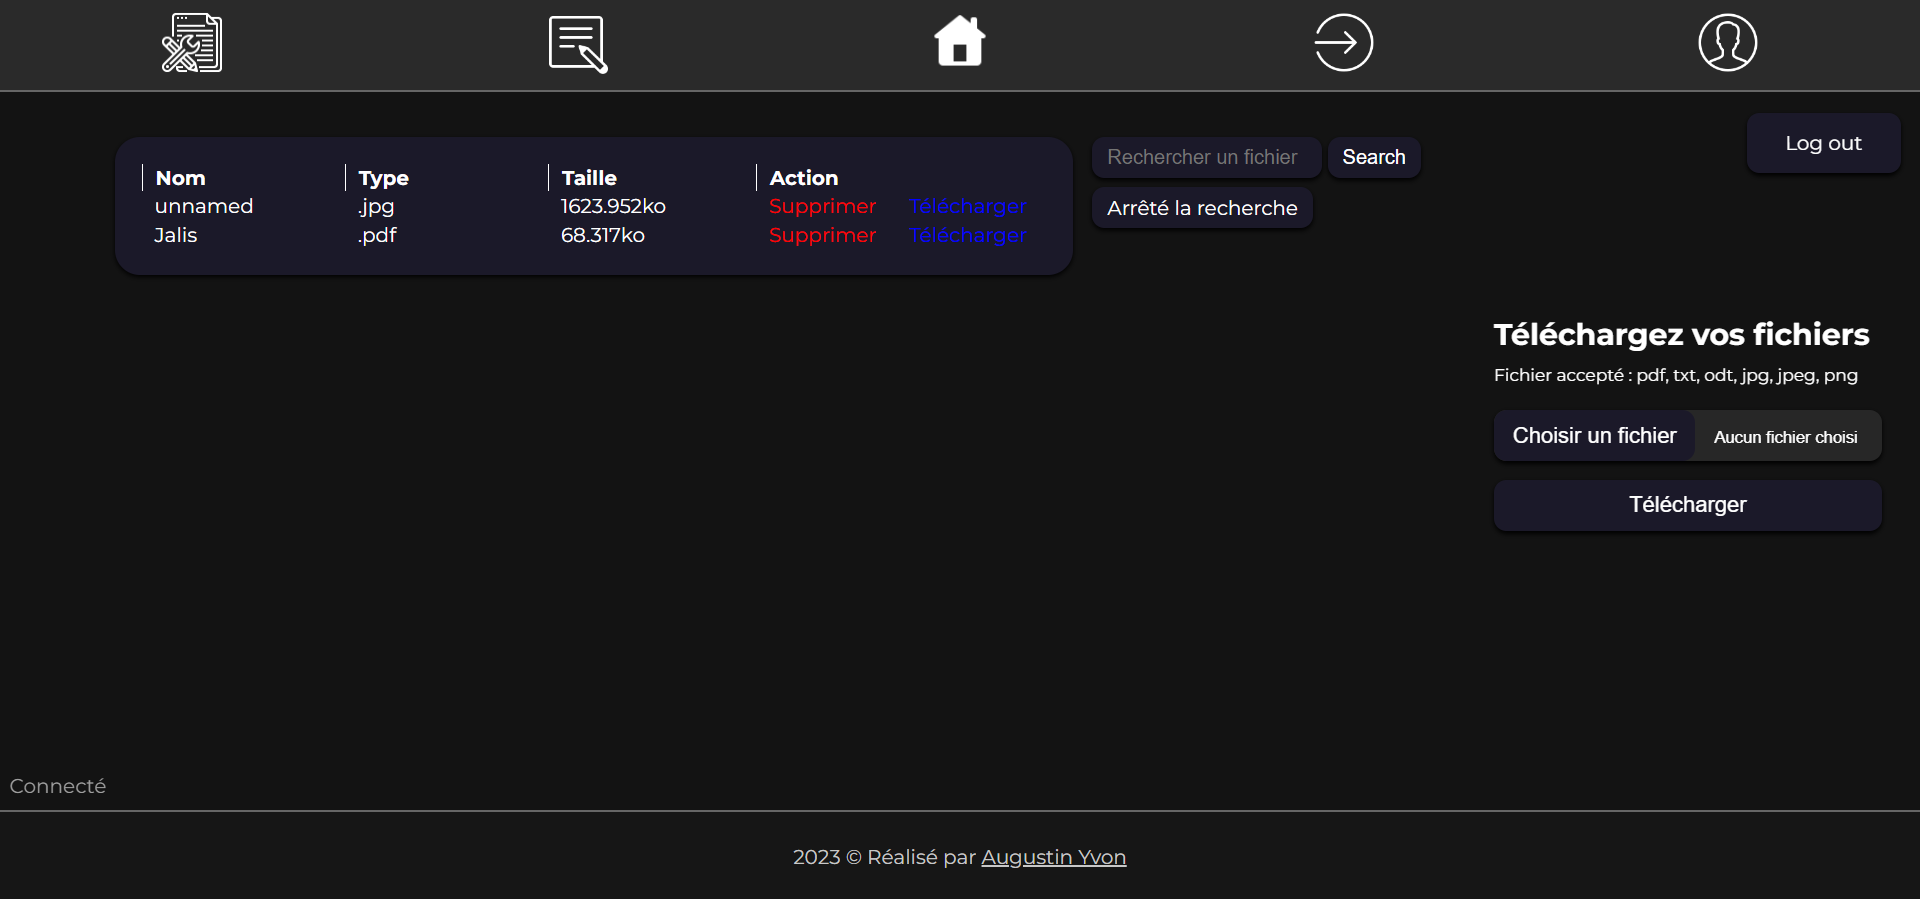 Log out
Nom Type Taille Action
unnamed .jpg 1623.952ko Supprimer Télécharger
Jalis .pdf 68.317ko Supprimer Télécharger
Rechercher un fichier Search
Arrêté la recherche
Téléchargez vos fichiers
Fichier accepté : pdf, txt, odt, jpg, jpeg, png
Choisir un fichier Aucun fichier choisi
Télécharger
Connecté
2023 © Réalisé par Augustin Yvon